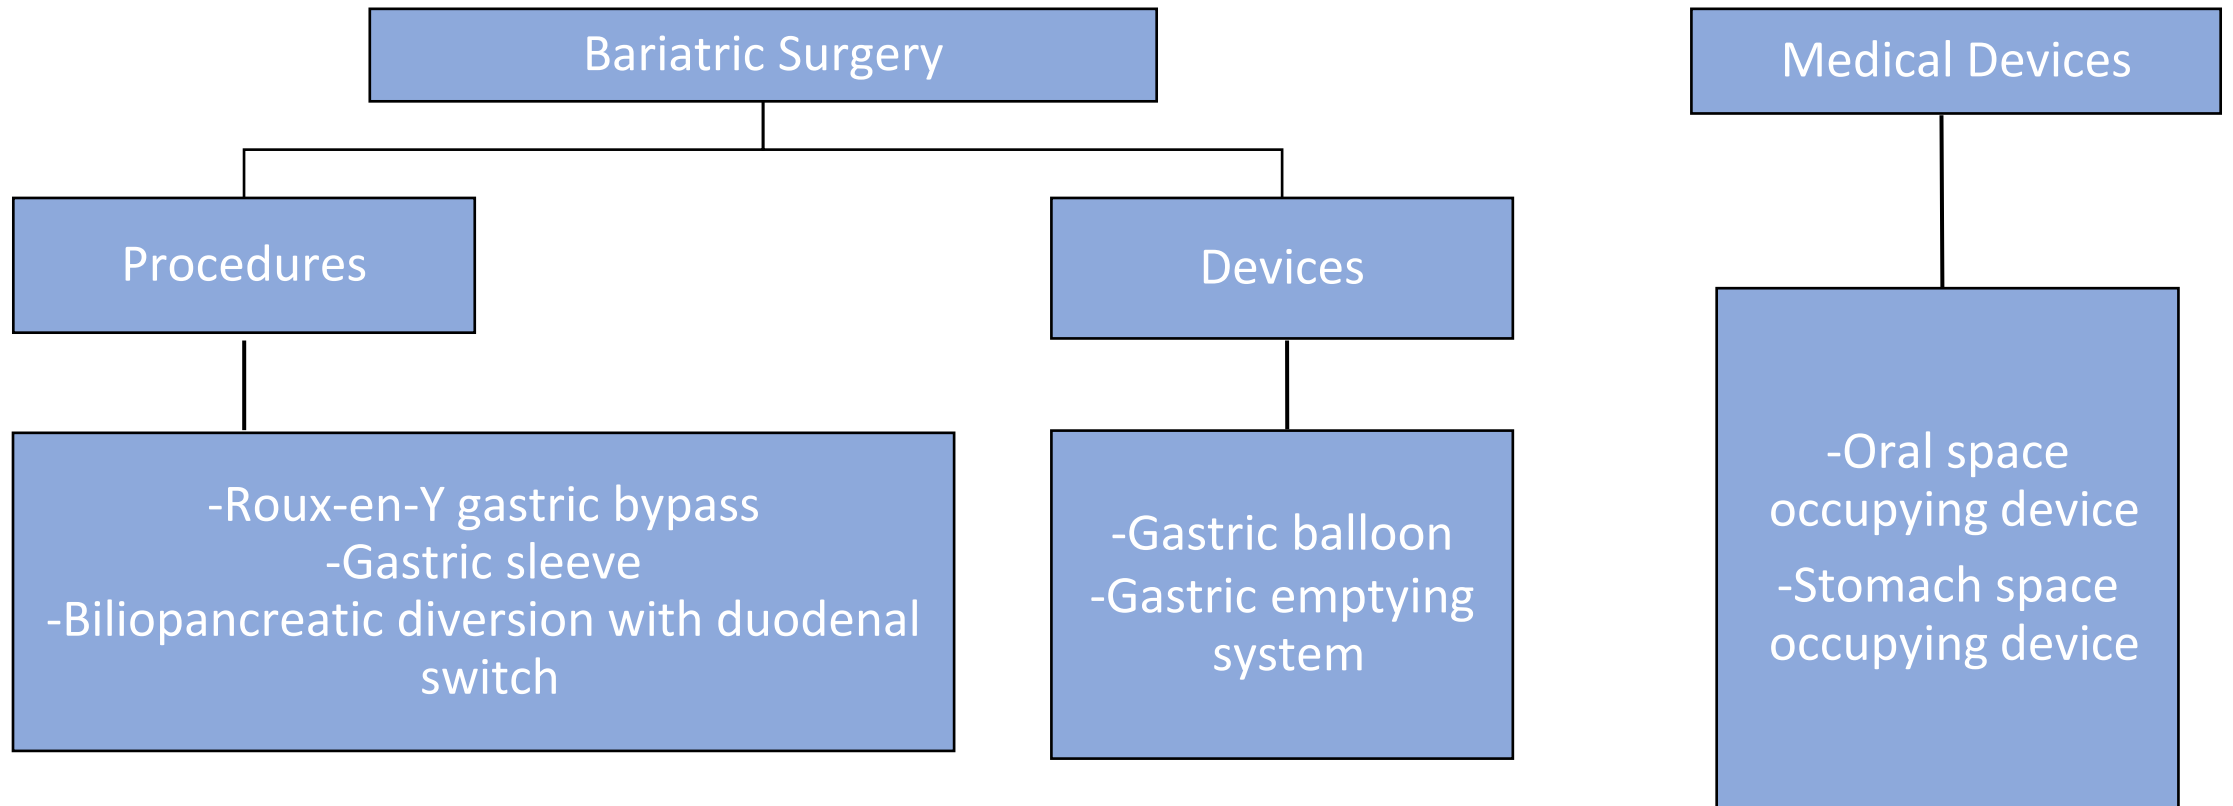 Bariatric Surgery
Medical Devices
Procedures
Devices
-Roux-en-Y gastric bypass
-Gastric sleeve
-Biliopancreatic diversion with duodenal
switch
-Gastric balloon
-Gastric emptying
system
-Oral space
occupying device
-Stomach space
occupying device